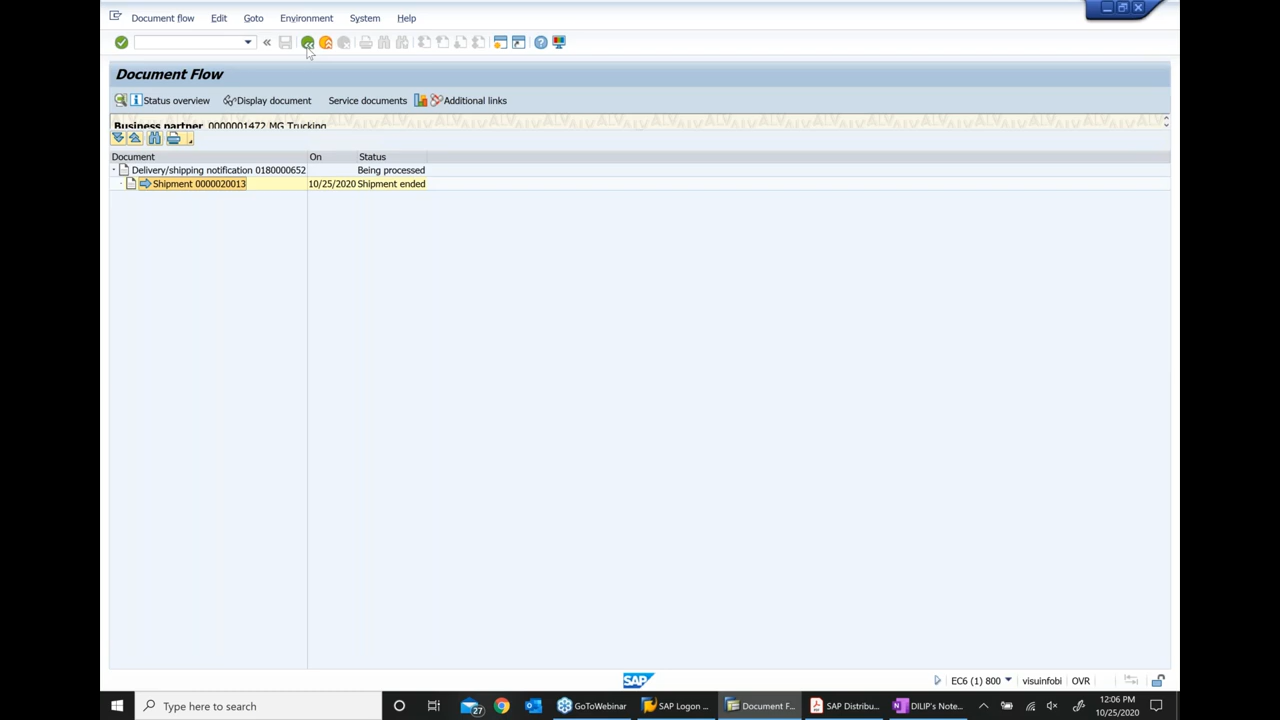 Document flow Edit Goto Environment System Help
Document Flow
Status overview Display document Service documents Additional links
Business partner 0000001472 MG Trucking
Document On Status
Delivery/shipping notification 0180000652 Being processed
Shipment 0000020013 10/25/2020 Shipment ended
SAP EC6 (1) 800 visuinfobi OVR
Type here to search 27 GoToWebinar SAP Logon ... Document F... SAP Distribu... DILIP's Note... 12:06 PM
10/25/2020